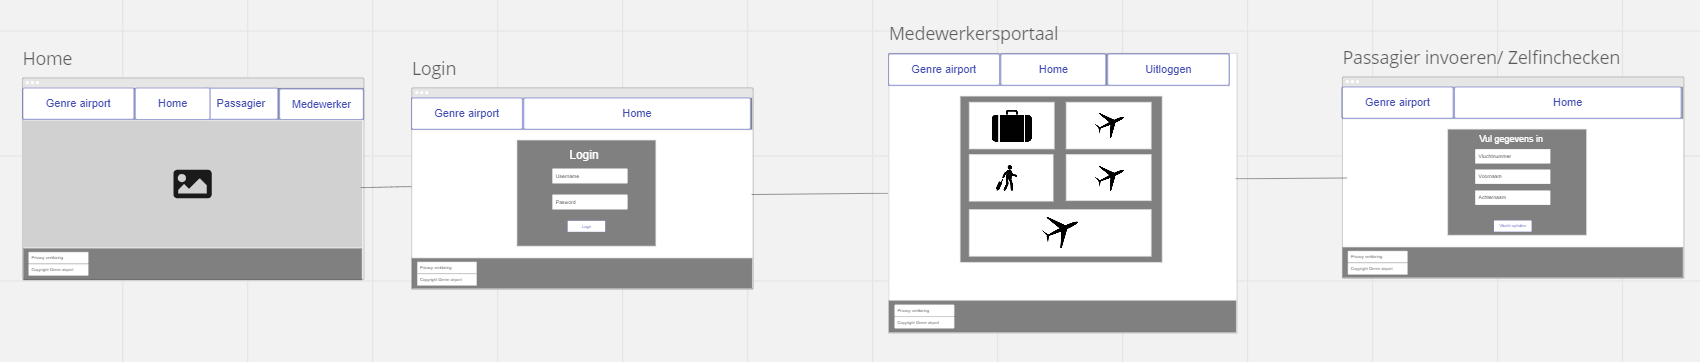 Home
Genre airport
Home
Passagier
Medewerker
Privacy verklaring
Copyright Genre airport
Login
Genre airport
Home
Login
Username
Pasword
Login
Privacy verklaring
Copyright Genre airport
Medewerkersportaal
Genre airport
Home
Uitloggen
Privacy verklaring
Copyright Genre airport
Passagier invoeren/ Zelfinchecken
Genre airport
Home
Vul gegevens in
Vluchtnummer
Voornaam
Achternaam
Privacy verklaring
Copyright Genre airport